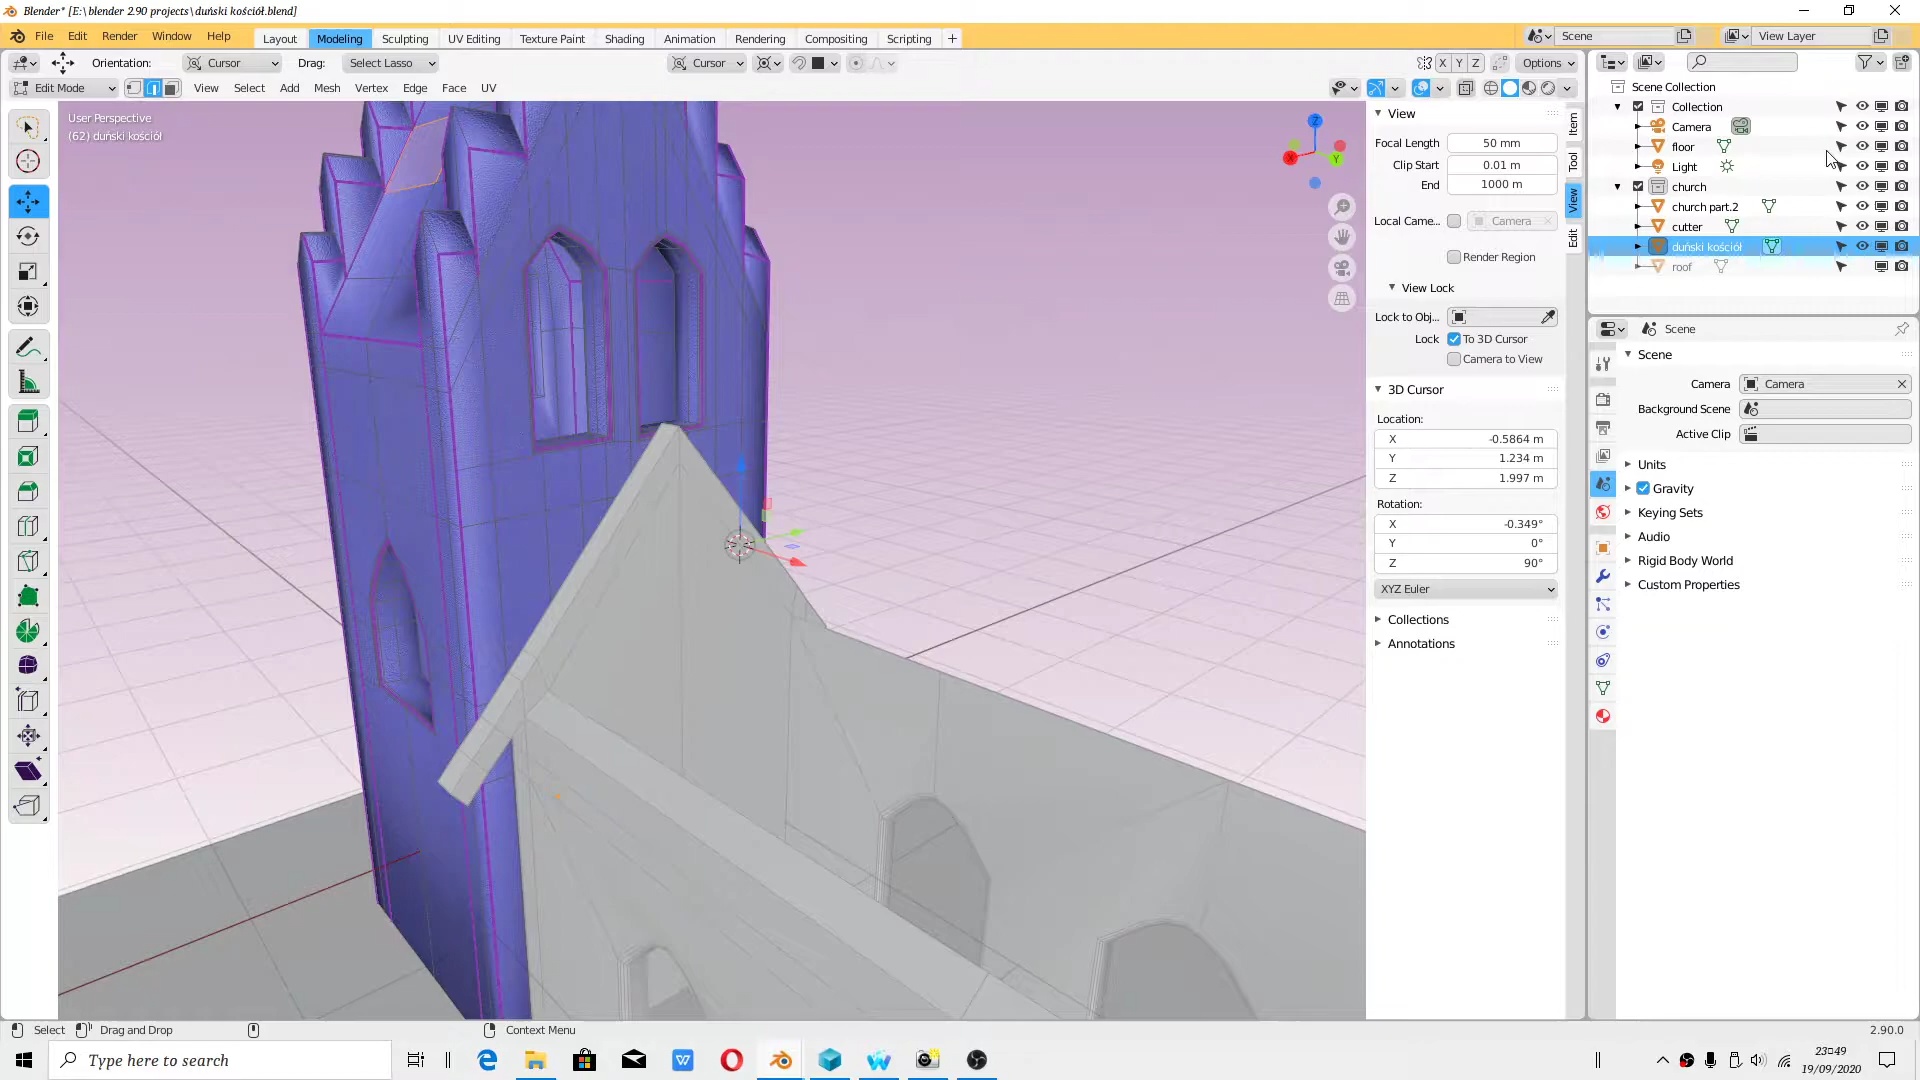 Blender* [E:\blender 2.90 projects\duński kościół.blend]
File Edit Render Window Help
Layout Modeling Sculpting UV Editing Texture Paint Shading Animation Rendering Compositing Scripting +
Scene
View Layer
Orientation: Cursor Drag: Select Lasso
Cursor
X Y Z Options
Edit Mode
View Select Add Mesh Vertex Edge Face UV
User Perspective
(62) duński kościół
Z
X
Y
View
Focal Length 50 mm
Clip Start 0.01 m
End 1000 m
Local Came... Camera
Render Region
View Lock
Lock to Obj...
Lock To 3D Cursor
Camera to View
3D Cursor
Location:
X -0.5864 m
Y 1.234 m
Z 1.997 m
Rotation:
X -0.349°
Y 0°
Z 90°
XYZ Euler
Collections
Annotations
Item
Tool
View
Edit
Scene Collection
Collection
Camera
floor
Light
church
church part.2
cutter
duński kościół
roof
Scene
Scene
Camera Camera
Background Scene
Active Clip
Units
Gravity
Keying Sets
Audio
Rigid Body World
Custom Properties
Select Drag and Drop Context Menu
2.90.0
Type here to search
23:49
19/09/2020